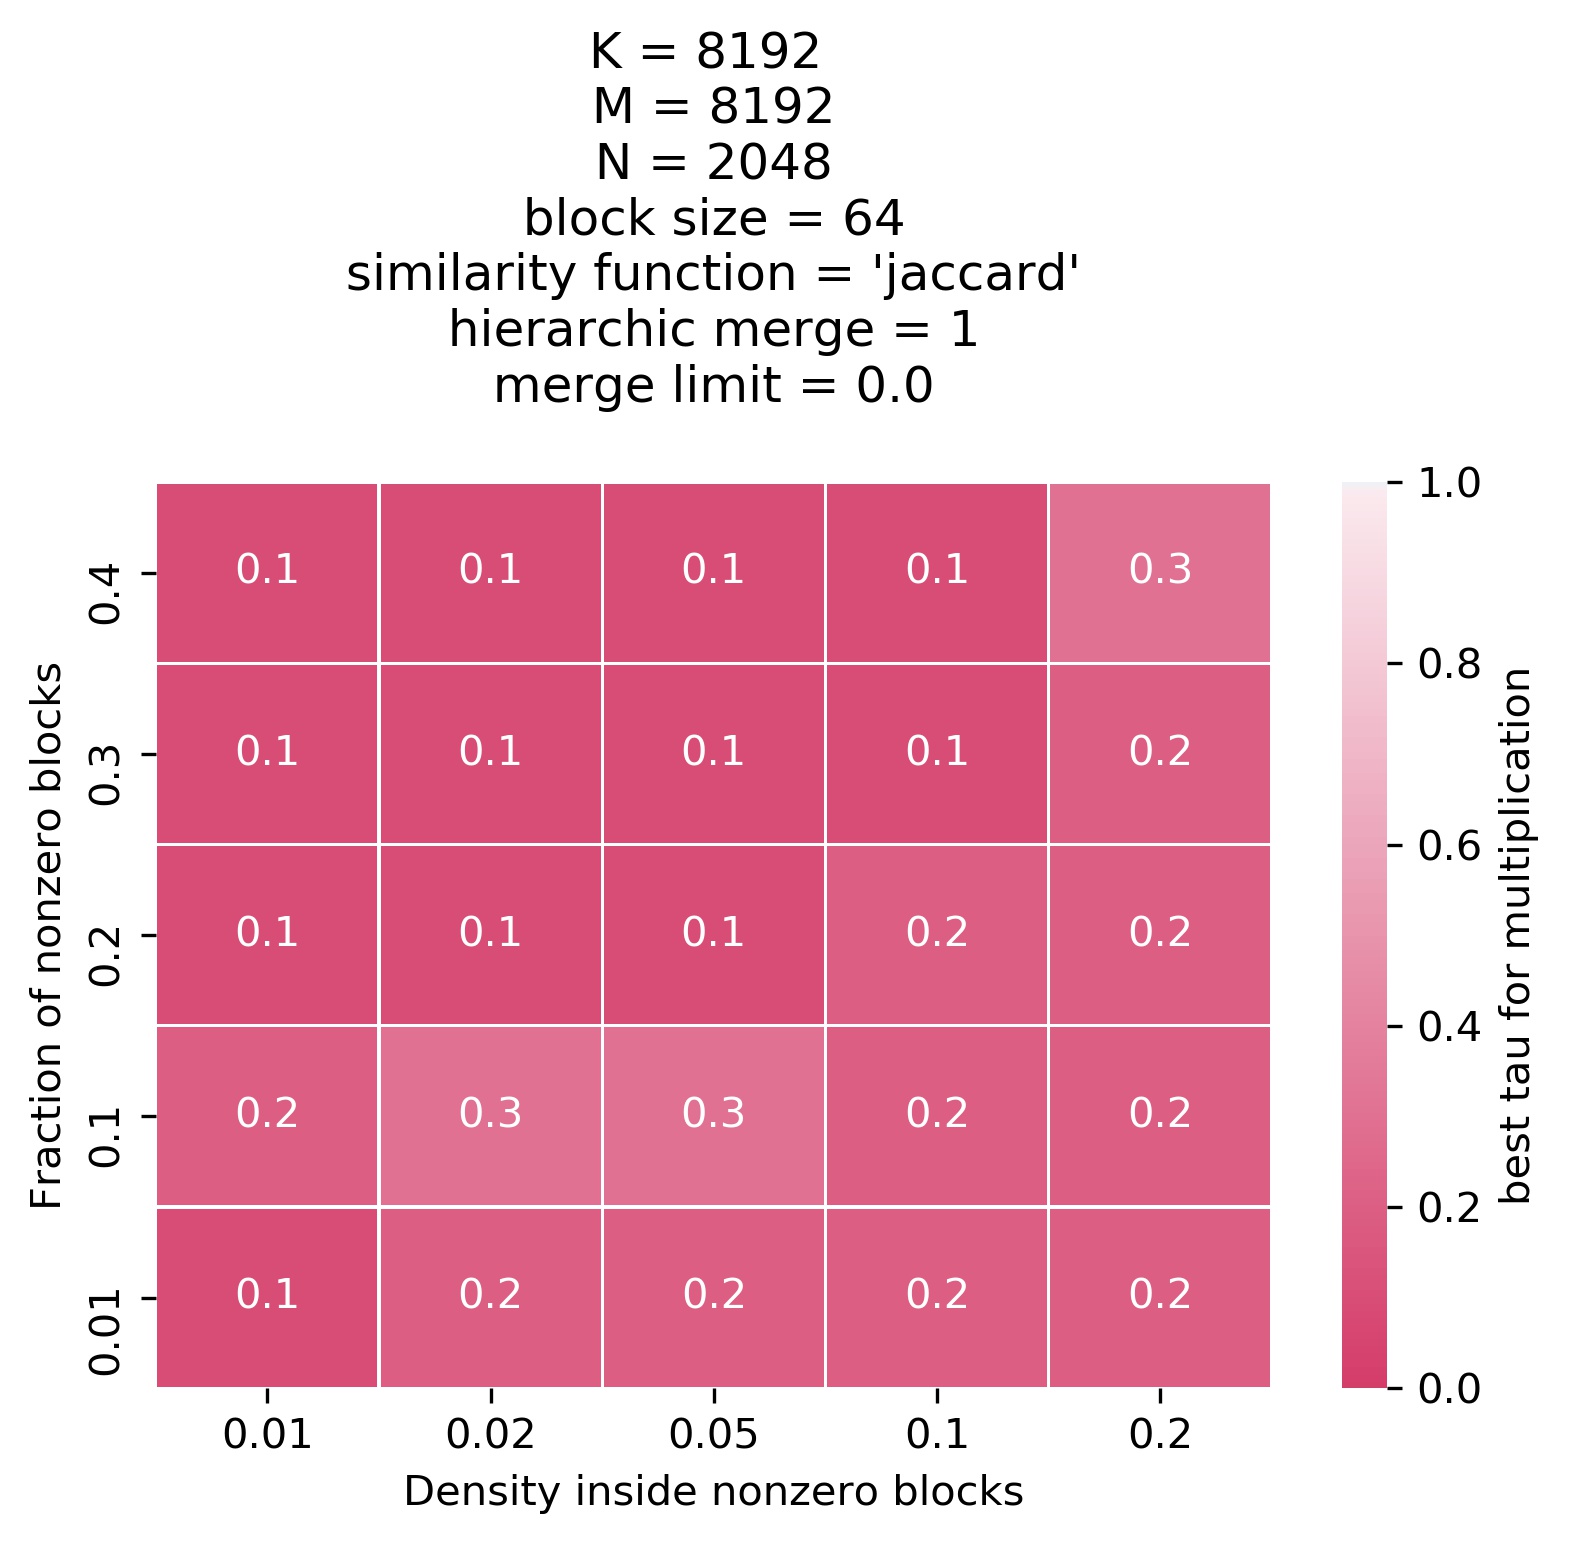 K = 8192
M = 8192
N = 2048
block size = 64
similarity function = 'jaccard'
hierarchic merge = 1
merge limit = 0.0
Fraction of nonzero blocks
0.4 0.1 0.1 0.1 0.1 0.3
0.3 0.1 0.1 0.1 0.1 0.2
0.2 0.1 0.1 0.1 0.2 0.2
0.1 0.2 0.3 0.3 0.2 0.2
0.01 0.1 0.2 0.2 0.2 0.2
0.01 0.02 0.05 0.1 0.2
Density inside nonzero blocks
1.0
0.8
0.6
0.4
0.2
0.0
best tau for multiplication